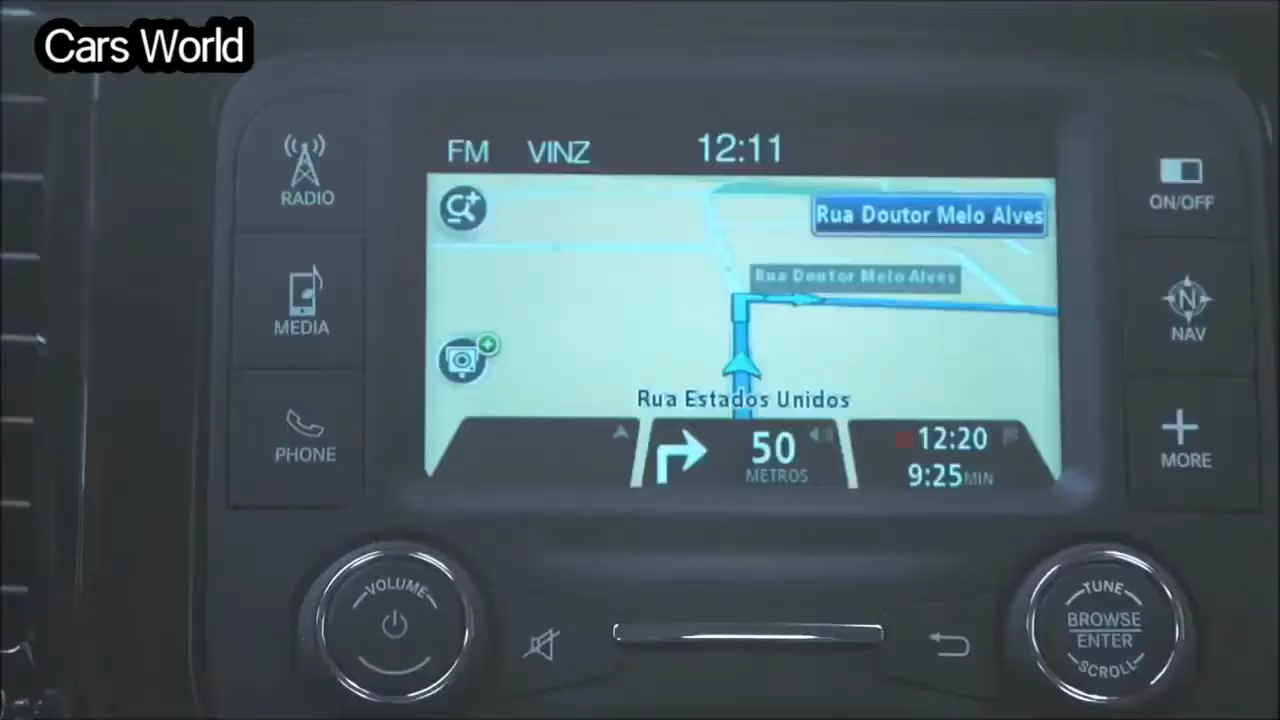 Cars World
FM VINZ 12:11
RADIO
ON/OFF
Rua Doutor Melo Alves
Rua Doutor Melo Alves
MEDIA
N
NAV
Rua Estados Unidos
PHONE
MORE
50
METROS
12:20
9:25MIN
VOLUME
TUNE
BROWSE
ENTER
SCROLL